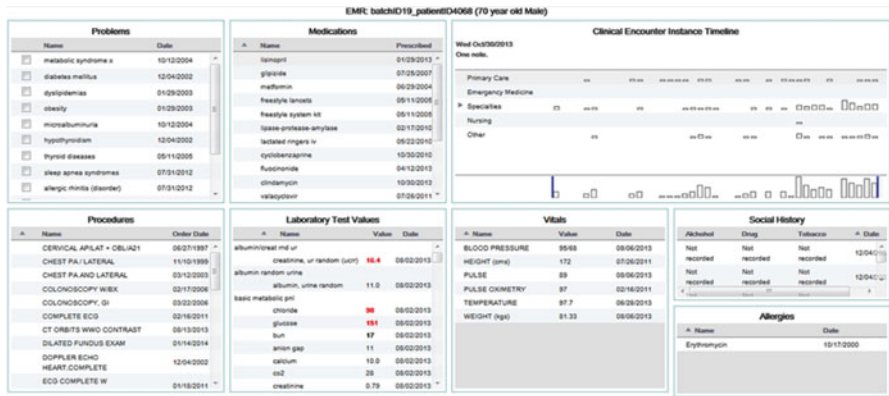 EMR: batchID19_patientID4068 (70 year old Male)
Problems
Name Date
metabolic syndrome x 10/12/2004
diabetes mellitus 12/04/2002
dyslipidemias 01/29/2003
obesity 01/29/2003
microalbuminuria 10/12/2004
hypothyroidism 12/04/2002
thyroid diseases 05/11/2005
sleep apnea syndromes 07/31/2012
allergic rhinitis (disorder) 07/31/2012
Medications
Name Prescribed
lisinopril 01/29/2013
glipizide 07/25/2007
metformin 06/29/2004
freestyle lancets 05/11/2005
freestyle system kit 05/11/2005
lipase-protease-amylase 02/17/2010
lactated ringers iv 05/22/2010
cyclobenzaprine 10/30/2010
fluocinonide 04/12/2013
clindamycin 10/30/2013
valacyclovir 07/28/2011
Clinical Encounter Instance Timeline
Wed Oct/30/2013
One note.
Primary Care
Emergency Medicine
Specialties
Nursing
Other
Procedures
Name Order Date
CERVICAL AP/LAT + OBL/A21 06/27/1997
CHEST PA / LATERAL 11/10/1999
CHEST PA AND LATERAL 03/12/2003
COLONOSCOPY W/BX 02/17/2006
COLONOSCOPY, GI 03/22/2006
COMPLETE ECG 02/16/2011
CT ORBITS W/WO CONTRAST 08/13/2013
DILATED FUNDUS EXAM 01/14/2014
DOPPLER ECHO
HEART,COMPLETE 12/04/2002
ECG COMPLETE W 01/18/2011
Laboratory Test Values
Name Value Date
albumin/creat rnd ur
creatinine, ur random (ucrr) 16.4 08/02/2013
albumin random urine
albumin, urine random 11.0 08/02/2013
basic metabolic pnl
chloride 98 08/02/2013
glucose 151 08/02/2013
bun 17 08/02/2013
anion gap 11 08/02/2013
calcium 10.0 08/02/2013
co2 28 08/02/2013
creatinine 0.79 08/02/2013
Vitals
Name Value Date
BLOOD PRESSURE 95/68 08/06/2013
HEIGHT (cms) 172 07/26/2011
PULSE 89 08/06/2013
PULSE OXIMETRY 97 02/16/2011
TEMPERATURE 97.7 06/28/2013
WEIGHT (kgs) 81.33 08/06/2013
Social History
Alchohol Drug Tobacco Date
Not recorded Not recorded Not recorded
Not recorded Not recorded Not recorded
Allergies
Name Date
Erythromycin 10/17/2000